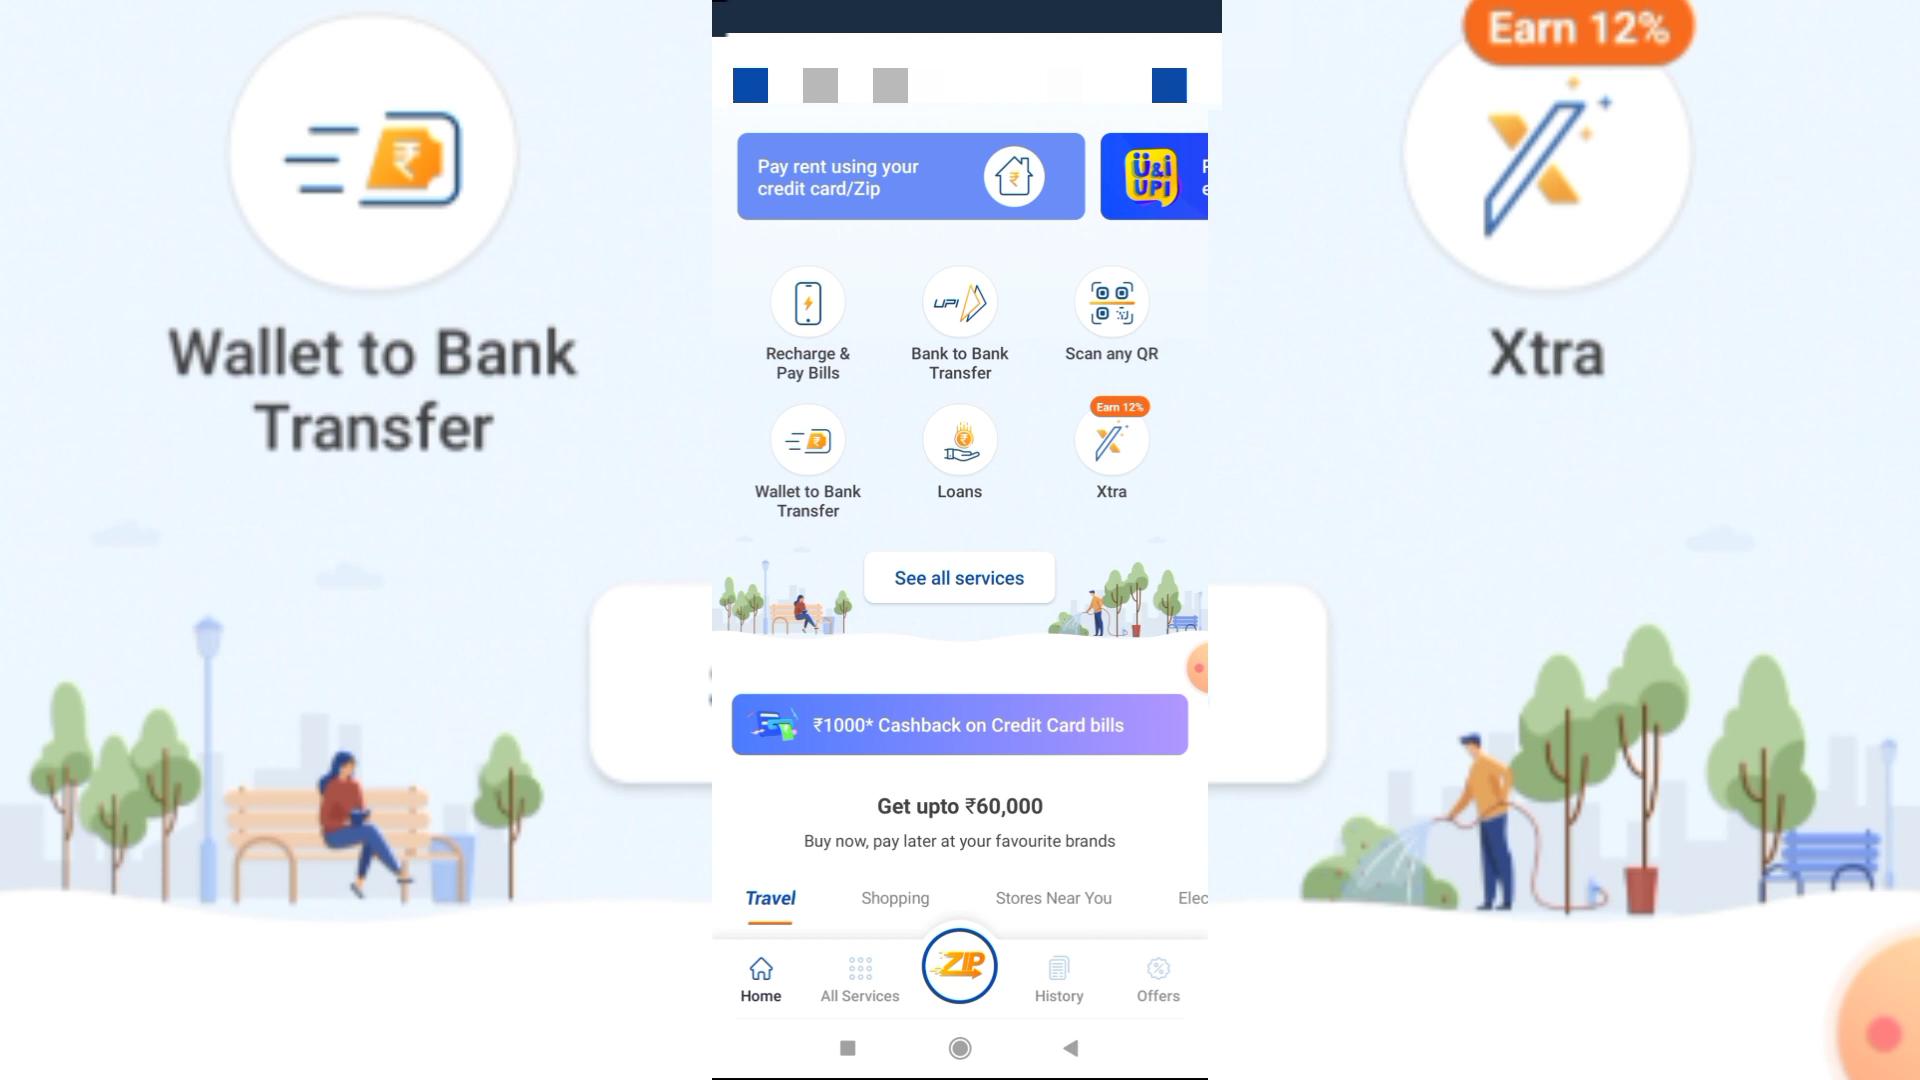 Wallet to Bank
Transfer
Earn 12%
Xtra
Pay rent using your
credit card/Zip
Ü&i
UPI
Recharge &
Pay Bills
UPI
Bank to Bank
Transfer
Scan any QR
Wallet to Bank
Transfer
Loans
Earn 12%
Xtra
See all services
₹1000* Cashback on Credit Card bills
Get upto ₹60,000
Buy now, pay later at your favourite brands
Travel
Shopping
Stores Near You
Elec
Home
All Services
ZIP
History
Offers